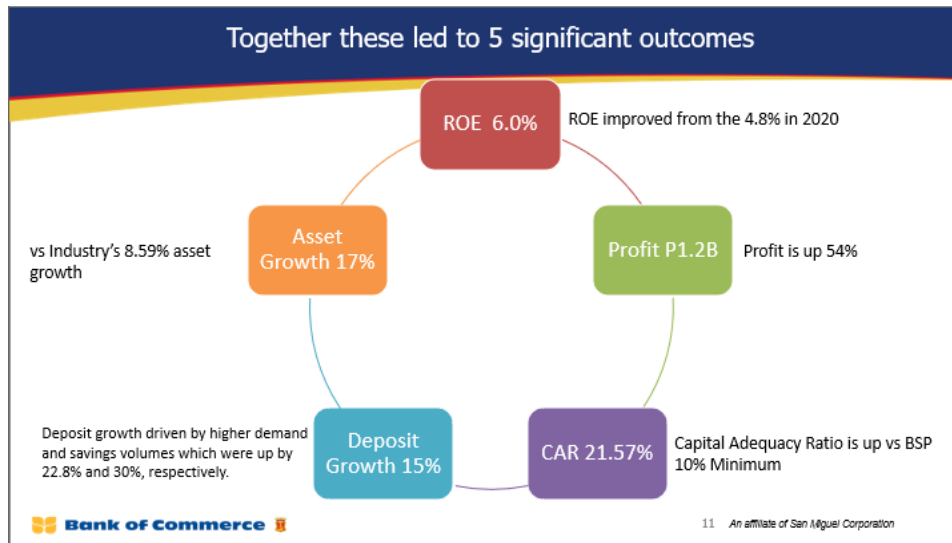 Together these led to 5 significant outcomes
ROE 6.0%
ROE improved from the 4.8% in 2020
Asset
Growth 17%
vs Industry's 8.59% asset
growth
Profit P1.2B
Profit is up 54%
Deposit growth driven by higher demand
and savings volumes which were up by
22.8% and 30%, respectively.
Deposit
Growth 15%
CAR 21.57%
Capital Adequacy Ratio is up vs BSP
10% Minimum
Bank of Commerce
11 An affiliate of San Miguel Corporation